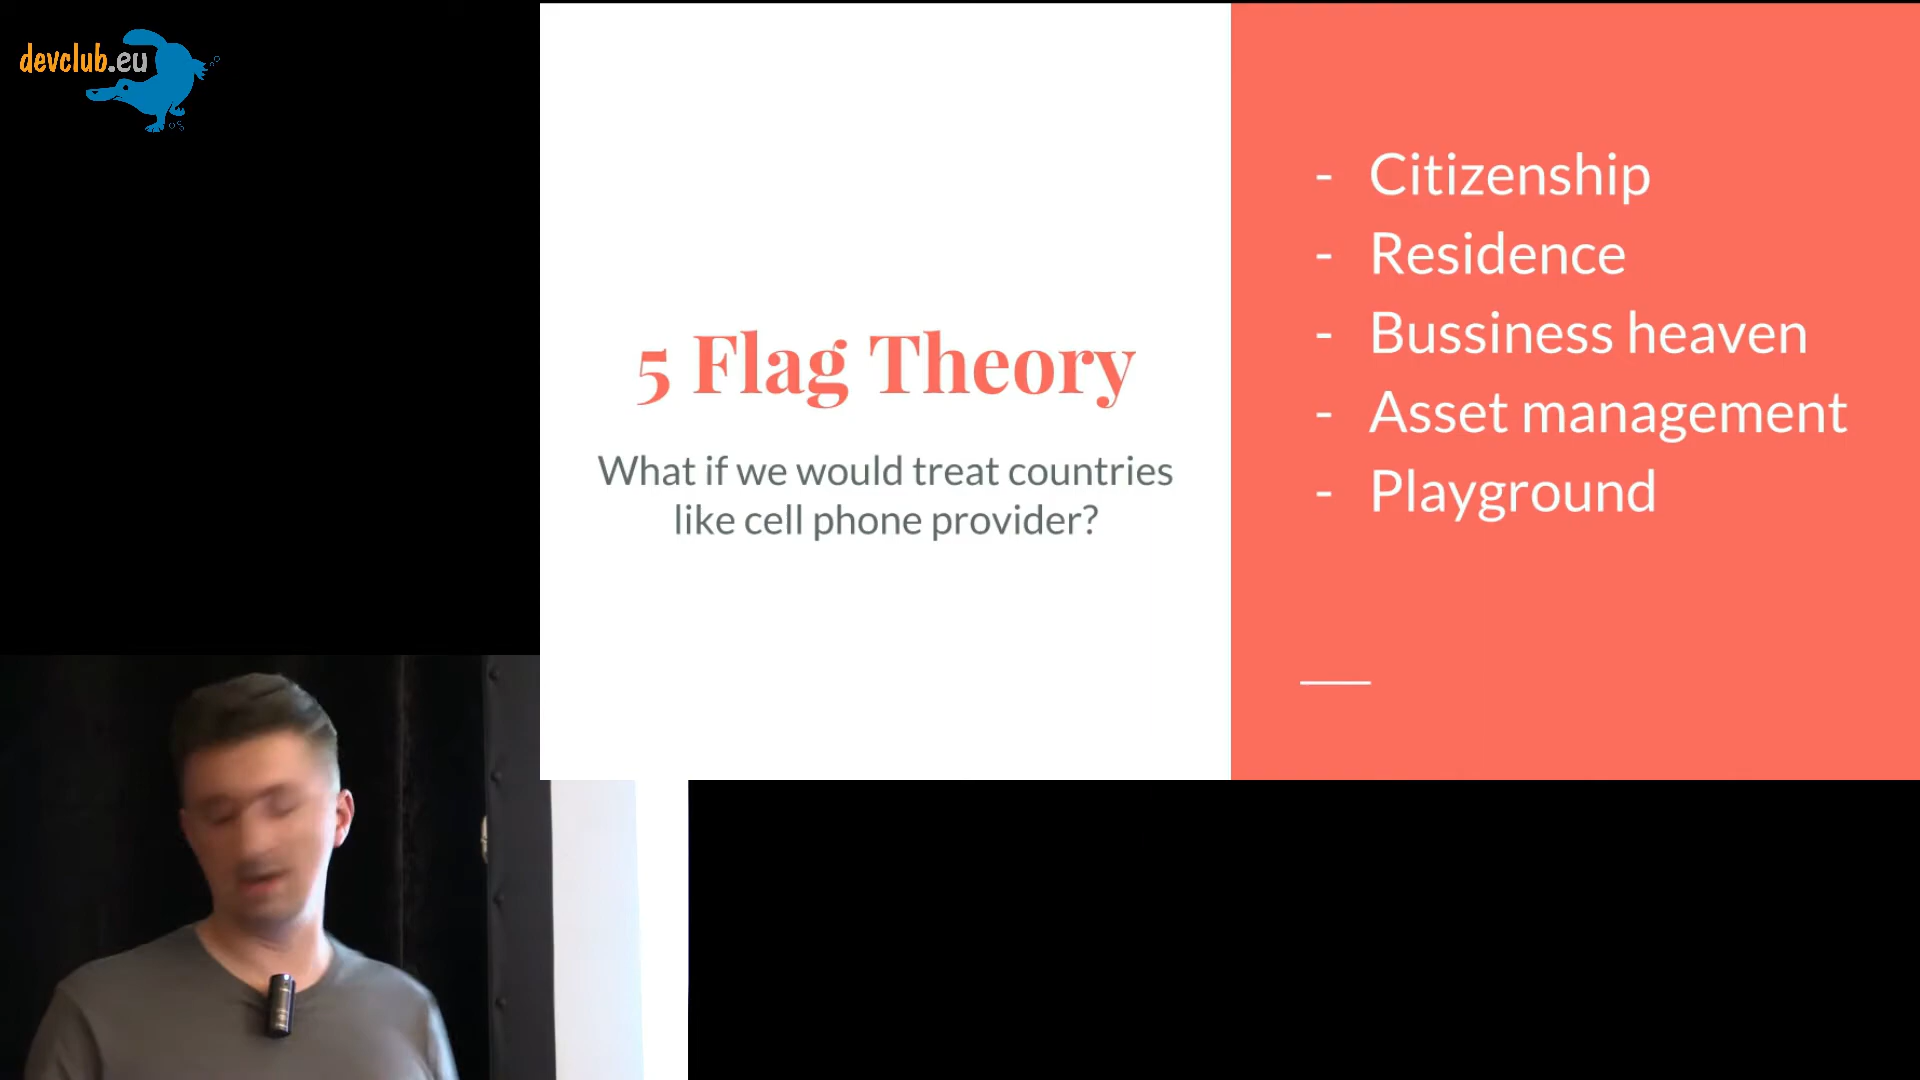 devclub.eu
5 Flag Theory
What if we would treat countries
like cell phone provider?
- Citizenship
- Residence
- Bussiness heaven
- Asset management
- Playground